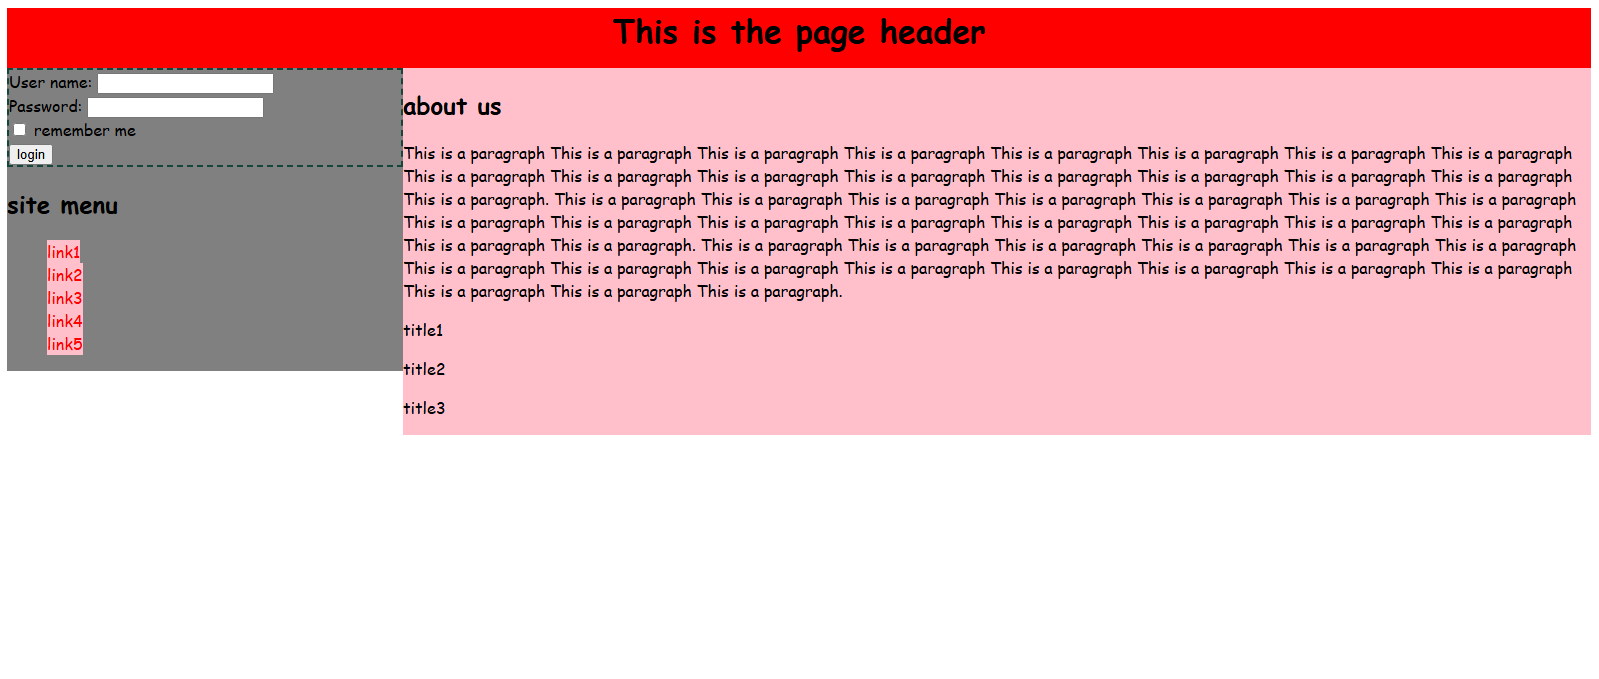 This is the page header
User name:
Password:
remember me
login
site menu
link1
link2
link3
link4
link5
about us
This is a paragraph This is a paragraph This is a paragraph This is a paragraph This is a paragraph This is a paragraph This is a paragraph This is a paragraph
This is a paragraph This is a paragraph This is a paragraph This is a paragraph This is a paragraph This is a paragraph This is a paragraph This is a paragraph
This is a paragraph. This is a paragraph This is a paragraph This is a paragraph This is a paragraph This is a paragraph This is a paragraph This is a paragraph
This is a paragraph This is a paragraph This is a paragraph This is a paragraph This is a paragraph This is a paragraph This is a paragraph This is a paragraph
This is a paragraph This is a paragraph. This is a paragraph This is a paragraph This is a paragraph This is a paragraph This is a paragraph This is a paragraph
This is a paragraph This is a paragraph This is a paragraph This is a paragraph This is a paragraph This is a paragraph This is a paragraph This is a paragraph
This is a paragraph This is a paragraph This is a paragraph.
title1
title2
title3